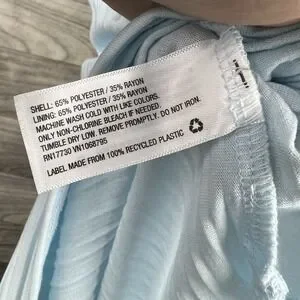 SHELL: 65% POLYESTER / 35% RAYON
LINING: 65% POLYESTER / 35% RAYON
MACHINE WASH COLD WITH LIKE COLORS.
ONLY NON-CHLORINE BLEACH IF NEEDED.
TUMBLE DRY LOW. REMOVE PROMPTLY. DO NOT IRON.
RN17730 VN1068795
LABEL MADE FROM 100% RECYCLED PLASTIC